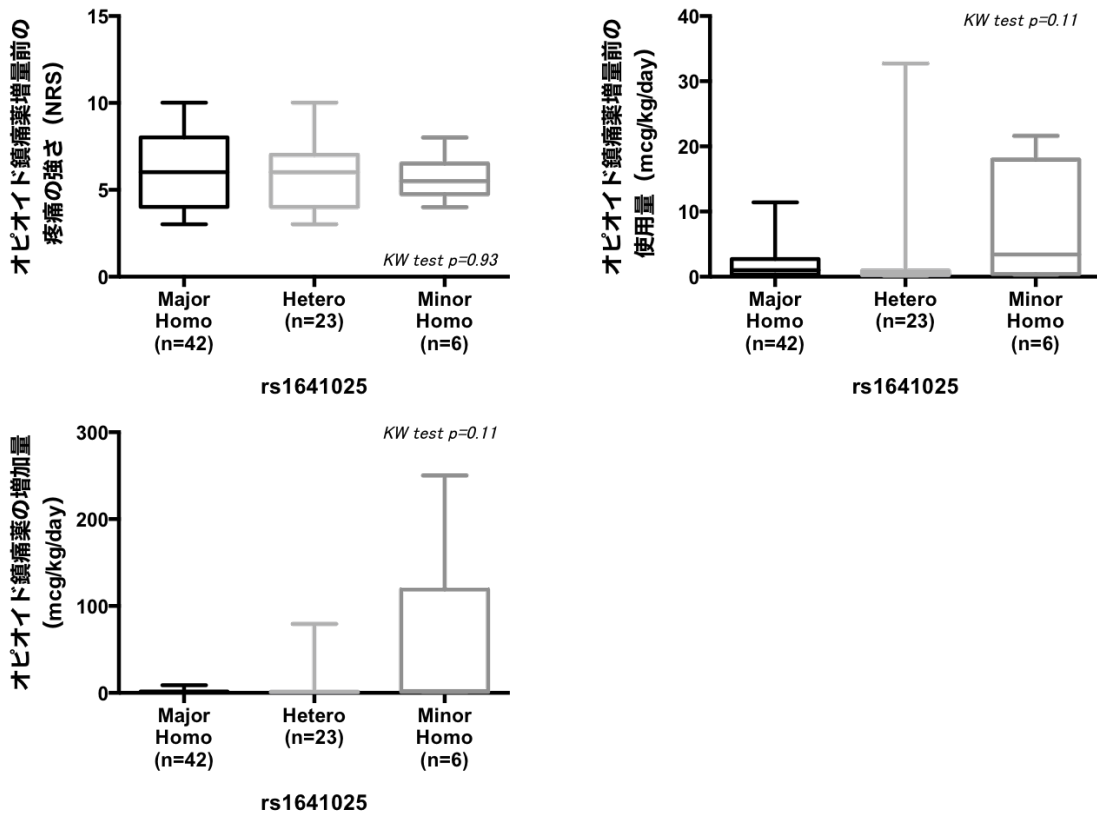 オピオイド鎮痛薬増量前の
疼痛の強さ（NRS）
15
10
5
0
KW test p=0.93
Major
Homo
(n=42)
Hetero
(n=23)
Minor
Homo
(n=6)
rs1641025
オピオイド鎮痛薬増量前の
使用量（mcg/kg/day）
40
30
20
10
0
KW test p=0.11
Major
Homo
(n=42)
Hetero
(n=23)
Minor
Homo
(n=6)
rs1641025
オピオイド鎮痛薬の増加量
(mcg/kg/day)
300
200
100
0
KW test p=0.11
Major
Homo
(n=42)
Hetero
(n=23)
Minor
Homo
(n=6)
rs1641025